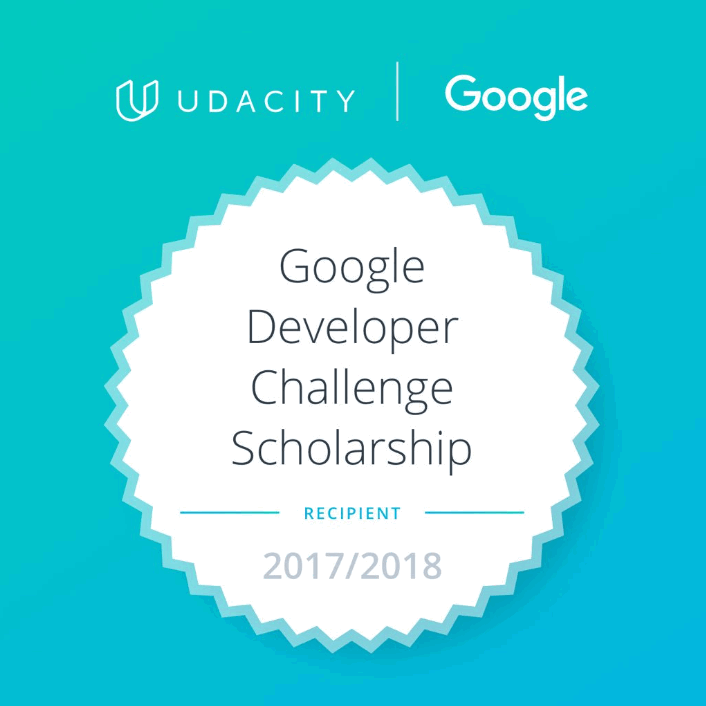 UDACITY | Google
Google
Developer
Challenge
Scholarship
RECIPIENT
2017/2018